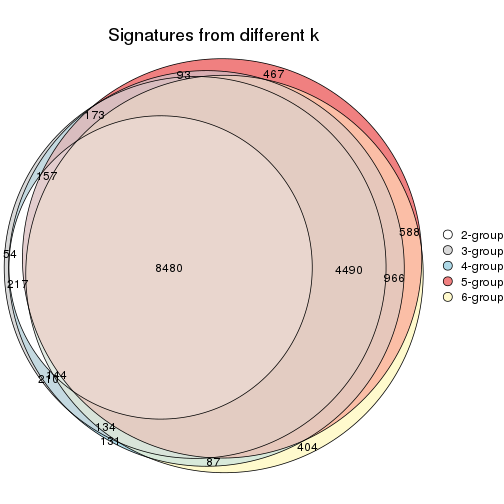 Signatures from different k
93
467
173
157
588
54
8480
4490
966
217
144
210
134
131
87
404
2-group
3-group
4-group
5-group
6-group